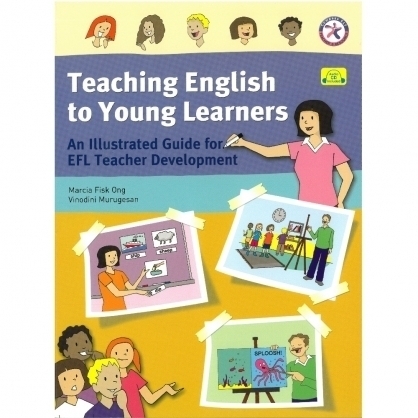 Teaching English
to Young Learners
An Illustrated Guide for
EFL Teacher Development
Marcia Fisk Ong
Vinodini Murugesan
SPLOOSH!